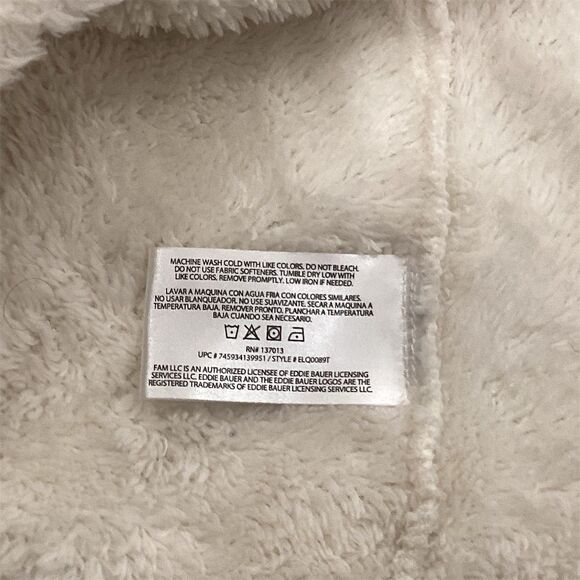 MACHINE WASH COLD WITH LIKE COLORS. DO NOT BLEACH.
DO NOT USE FABRIC SOFTENERS. TUMBLE DRY LOW WITH
LIKE COLORS. REMOVE PROMPTLY. LOW IRON IF NEEDED.
LAVAR A MAQUINA CON AGUA FRIA CON COLORES SIMILARES.
NO USAR BLANQUEADOR. NO USE SUAVIZANTE. SECAR A MAQUINA A
TEMPERATURA BAJA. REMOVER PRONTO. PLANCHAR A TEMPERATURA
BAJA CUANDO SEA NECESARIO.
RN# 137013
UPC # 745934139951 / STYLE # ELQ0089T
FAM LLC IS AN AUTHORIZED LICENSEE OF EDDIE BAUER LICENSING
SERVICES LLC. EDDIE BAUER AND THE EDDIE BAUER LOGOS ARE THE
REGISTERED TRADEMARKS OF EDDIE BAUER LICENSING SERVICES LLC.